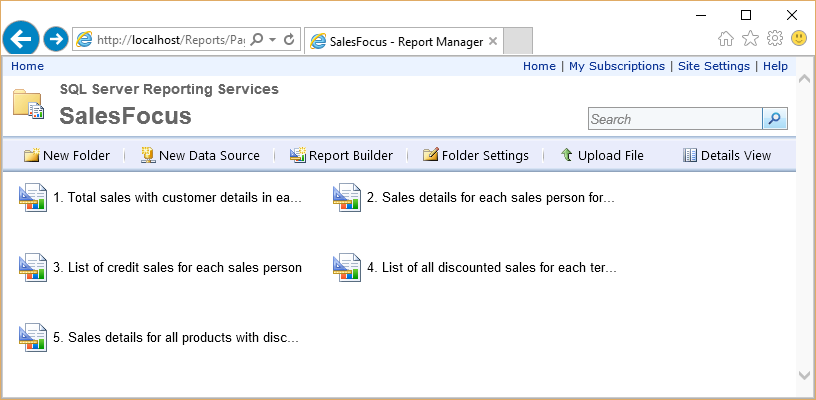 http://localhost/Reports/Pa
SalesFocus - Report Manager
Home
Home | My Subscriptions | Site Settings | Help
SQL Server Reporting Services
SalesFocus
Search
New Folder
New Data Source
Report Builder
Folder Settings
Upload File
Details View
1. Total sales with customer details in ea...
2. Sales details for each sales person for...
3. List of credit sales for each sales person
4. List of all discounted sales for each ter...
5. Sales details for all products with disc...